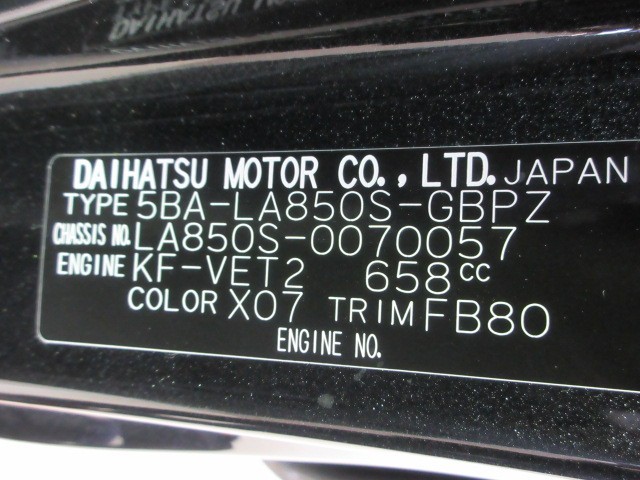 DAIHATSU MOTOR CO., LTD. JAPAN
TYPE 5BA-LA850S-GBPZ
CHASSIS NO. LA850S-0070057
ENGINE KF-VET2 658cc
COLOR X07 TRIM FB80
ENGINE NO.